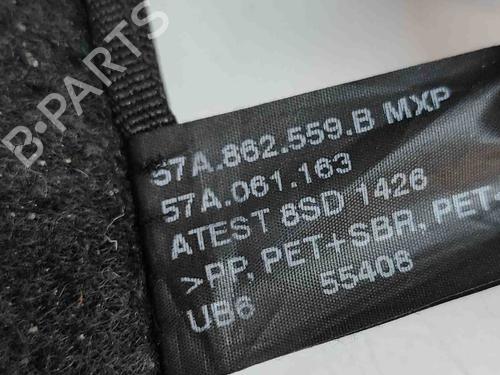 B-PARTS
57A.862.559.B MXP
57A.061.163
ATEST 8SD 1426
>PP, PET+SBR, PET+
UB6 55408